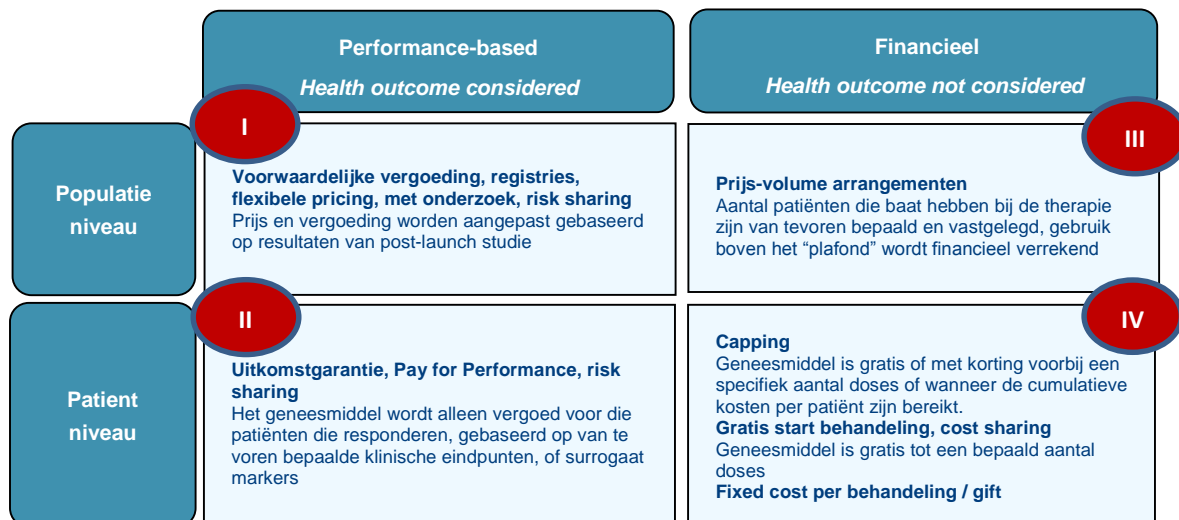 Performance-based
Health outcome considered
Financieel
Health outcome not considered
I
III
Populatie
niveau
Voorwaardelijke vergoeding, registries,
flexibele pricing, met onderzoek, risk sharing
Prijs en vergoeding worden aangepast gebaseerd
op resultaten van post-launch studie
Prijs-volume arrangementen
Aantal patiënten die baat hebben bij de therapie
zijn van tevoren bepaald en vastgelegd, gebruik
boven het “plafond” wordt financieel verrekend
II
IV
Patient
niveau
Uitkomstgarantie, Pay for Performance, risk
sharing
Het geneesmiddel wordt alleen vergoed voor die
patiënten die responderen, gebaseerd op van te
voren bepaalde klinische eindpunten, of surrogaat
markers
Capping
Geneesmiddel is gratis of met korting voorbij een
specifiek aantal doses of wanneer de cumulatieve
kosten per patiënt zijn bereikt.
Gratis start behandeling, cost sharing
Geneesmiddel is gratis tot een bepaald aantal
doses
Fixed cost per behandeling / gift